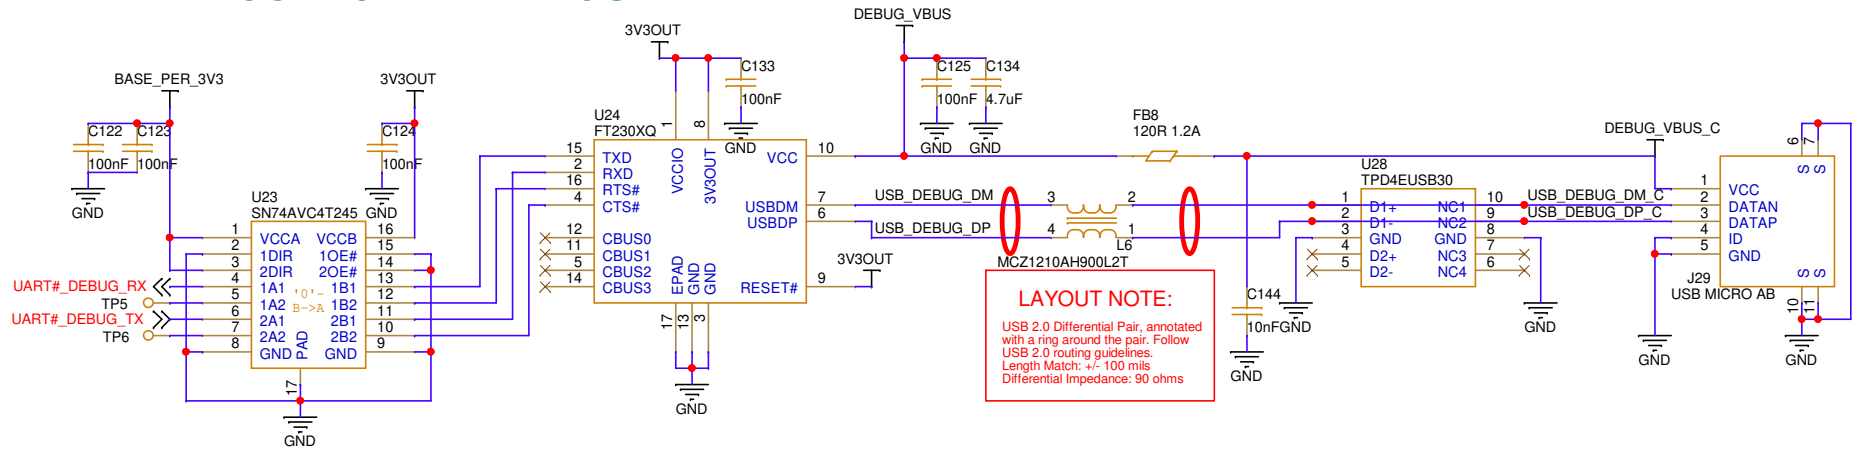 DEBUG_VBUS
3V3OUT
BASE_PER_3V3
3V3OUT
C133
100nF
C125
100nF
C134
4.7uF
C122
100nF
C123
100nF
C124
100nF
GND
GND
GND
GND
GND
U24
FT230XQ
1
8
VCCIO
3V3OUT
15 TXD
2 RXD
16 RTS#
4 CTS#
12 CBUS0
11 CBUS1
5 CBUS2
14 CBUS3
VCC 10
USBDM 7
USBDP 6
RESET# 9
3V3OUT
EPAD
GND
GND
17
13
3
GND
U23
SN74AVC4T245
1 VCCA
2 1DIR
3 2DIR
4 1A1
5 1A2
6 2A1
7 2A2
8 GND
VCCB 16
1OE# 15
2OE# 14
1B1 13
1B2 12
2B1 11
2B2 10
GND 9
'0'-
B->A
PAD
17
GND
UART#_DEBUG_RX
TP5
UART#_DEBUG_TX
TP6
USB_DEBUG_DM
USB_DEBUG_DP
3 2
4 1
L6
MCZ1210AH900L2T
FB8
120R 1.2A
LAYOUT NOTE:
USB 2.0 Differential Pair, annotated
with a ring around the pair. Follow
USB 2.0 routing guidelines.
Length Match: +/- 100 mils
Differential Impedance: 90 ohms
C144
10nF
GND
GND
U28
TPD4EUSB30
1 D1+
2 D1-
3 GND
4 D2+
5 D2-
NC1 10
NC2 9
GND 8
NC3 7
NC4 6
GND
DEBUG_VBUS_C
USB_DEBUG_DM_C
USB_DEBUG_DP_C
1 VCC
2 DATAN
3 DATAP
4 ID
5 GND
6
7
S
S
S
S
10
11
J29
USB MICRO AB
GND
GND